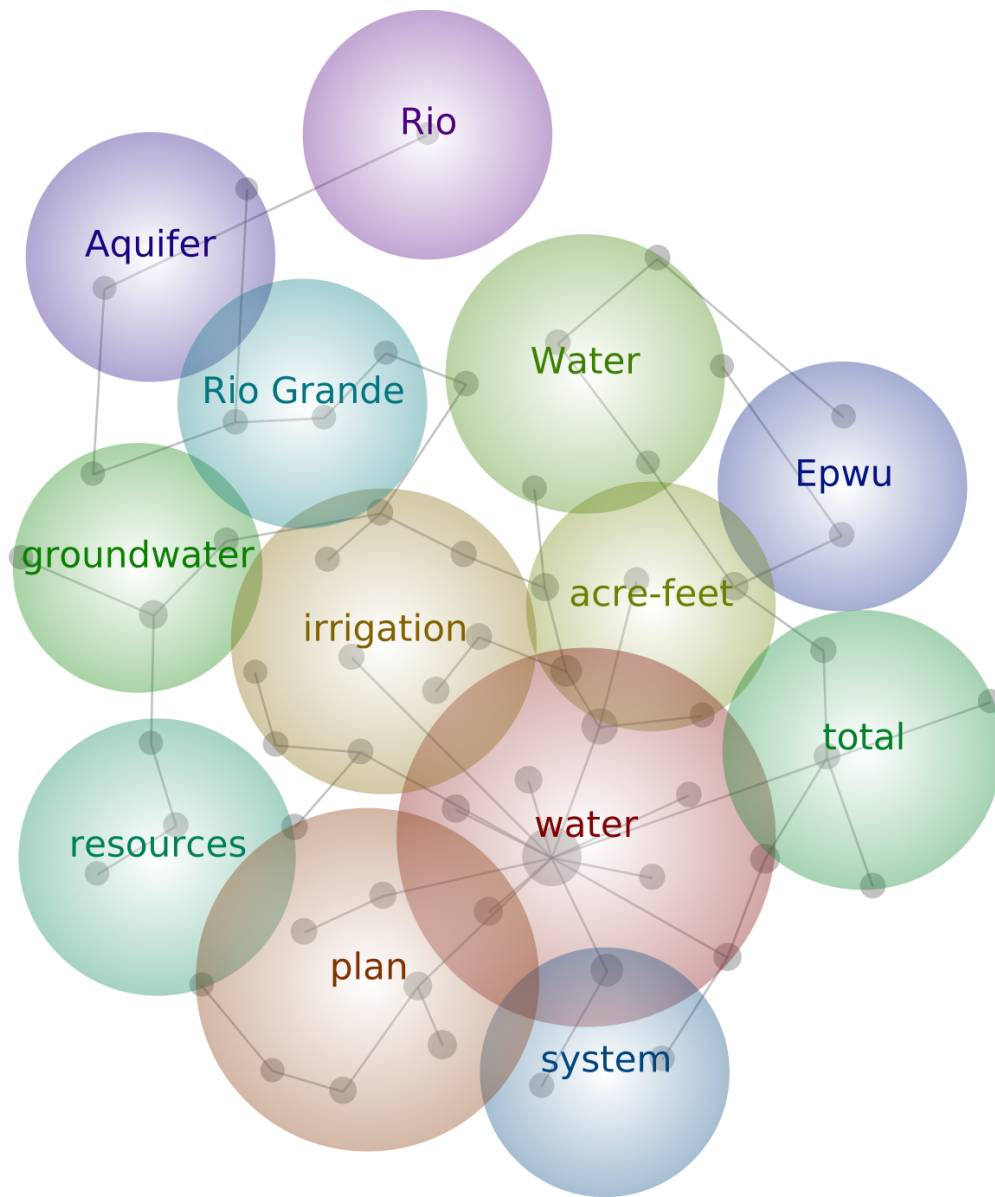 Rio
Aquifer
Water
Rio Grande
Epwu
groundwater
acre-feet
irrigation
total
water
resources
plan
system